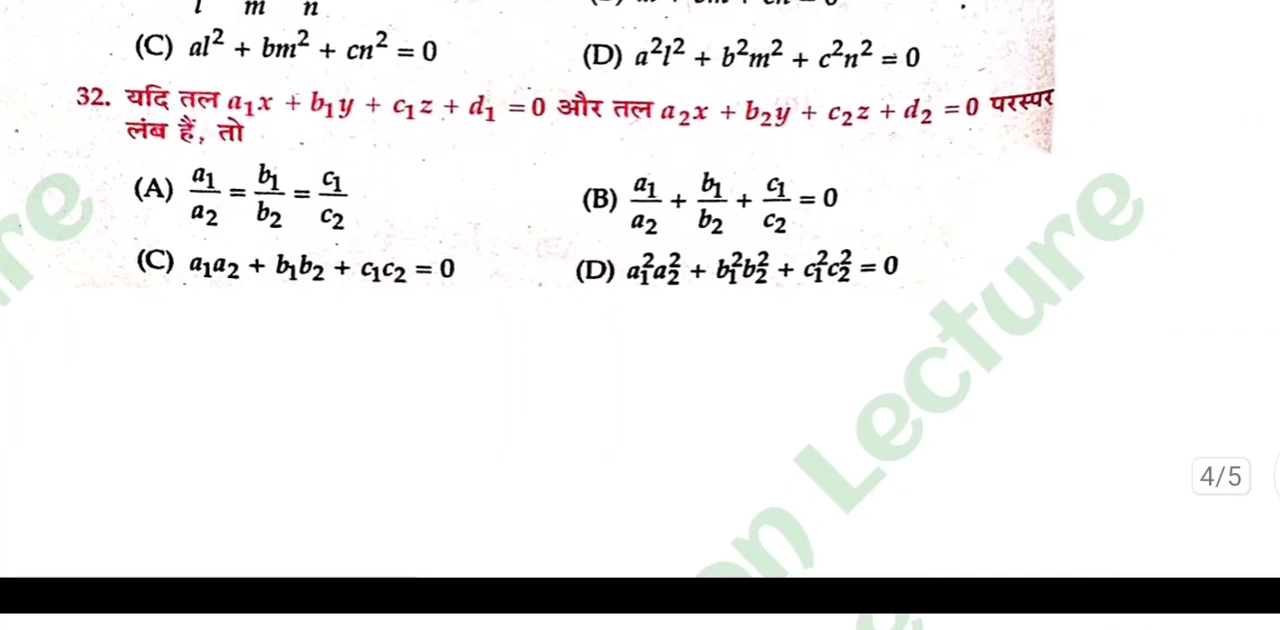 l m n
(C) al² + bm² + cn² = 0 (D) a²l² + b²m² + c²n² = 0
32. यदि तल a₁x + b₁y + c₁z + d₁ = 0 और तल a₂x + b₂y + c₂z + d₂ = 0 परस्पर
लंब हैं, तो
(A) a₁/a₂ = b₁/b₂ = c₁/c₂ (B) a₁/a₂ + b₁/b₂ + c₁/c₂ = 0
(C) a₁a₂ + b₁b₂ + c₁c₂ = 0 (D) a₁²a₂² + b₁²b₂² + c₁²c₂² = 0
re
on Lecture
4/5